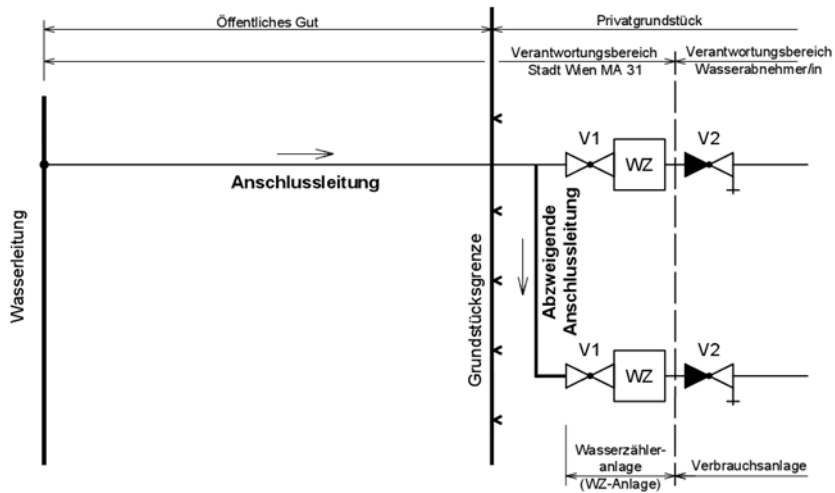 Öffentliches Gut
Privatgrundstück
Verantwortungsbereich
Stadt Wien MA 31
Verantwortungsbereich
Wasserabnehmer/in
V1
WZ
V2
Anschlussleitung
Wasserleitung
Grundstücksgrenze
Abzweigende
Anschlussleitung
V1
WZ
V2
Wasserzähler-
anlage
(WZ-Anlage)
Verbrauchsanlage